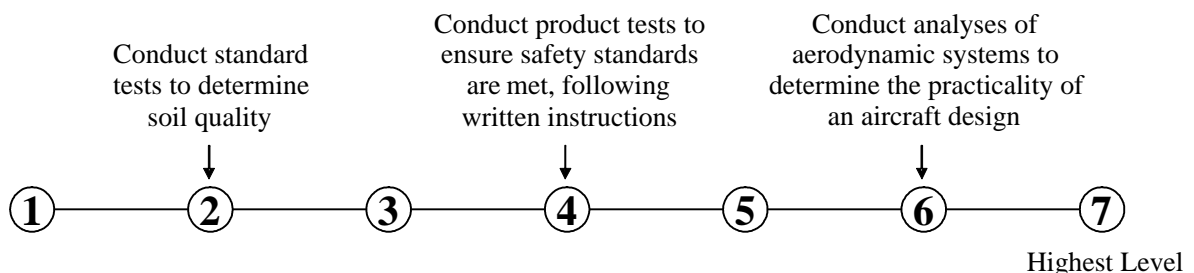 Conduct standard
tests to determine
soil quality
Conduct product tests to
ensure safety standards
are met, following
written instructions
Conduct analyses of
aerodynamic systems to
determine the practicality of
an aircraft design
1 2 3 4 5 6 7
Highest Level